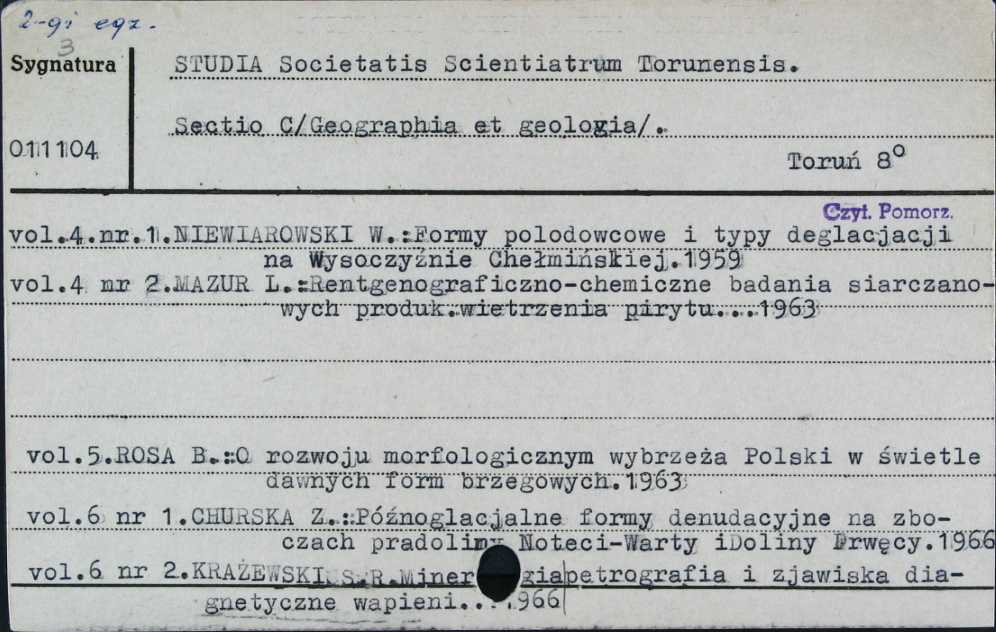 2-gi egz.
3
Sygnatura
STUDIA Societatis Scientiatrum Torunensis.
Sectio C/Geographia et geologia/.
011104
Toruń 8°
Czyt. Pomorz.
vol.4.nr.1.NIEWIAROWSKI W.:Formy polodowcowe i typy deglacjacji
na Wysoczyźnie Chełmińskiej.1959
vol.4 nr 2.MAZUR L.:Rentgenograficzno-chemiczne badania siarczano-
wych produk.wietrzenia pirytu...1963
vol.5.ROSA B.:O rozwoju morfologicznym wybrzeża Polski w świetle
dawnych form brzegowych.1963
vol.6 nr 1.CHURSKA Z.:Późnoglacjalne formy denudacyjne na zbo-
czach pradoliny Noteci-Warty iDoliny Drwęcy.1966
vol.6 nr 2.KRAŻEWSKI S.R.Miner gia petrografia i zjawiska dia-
gnetyczne wapieni...1966